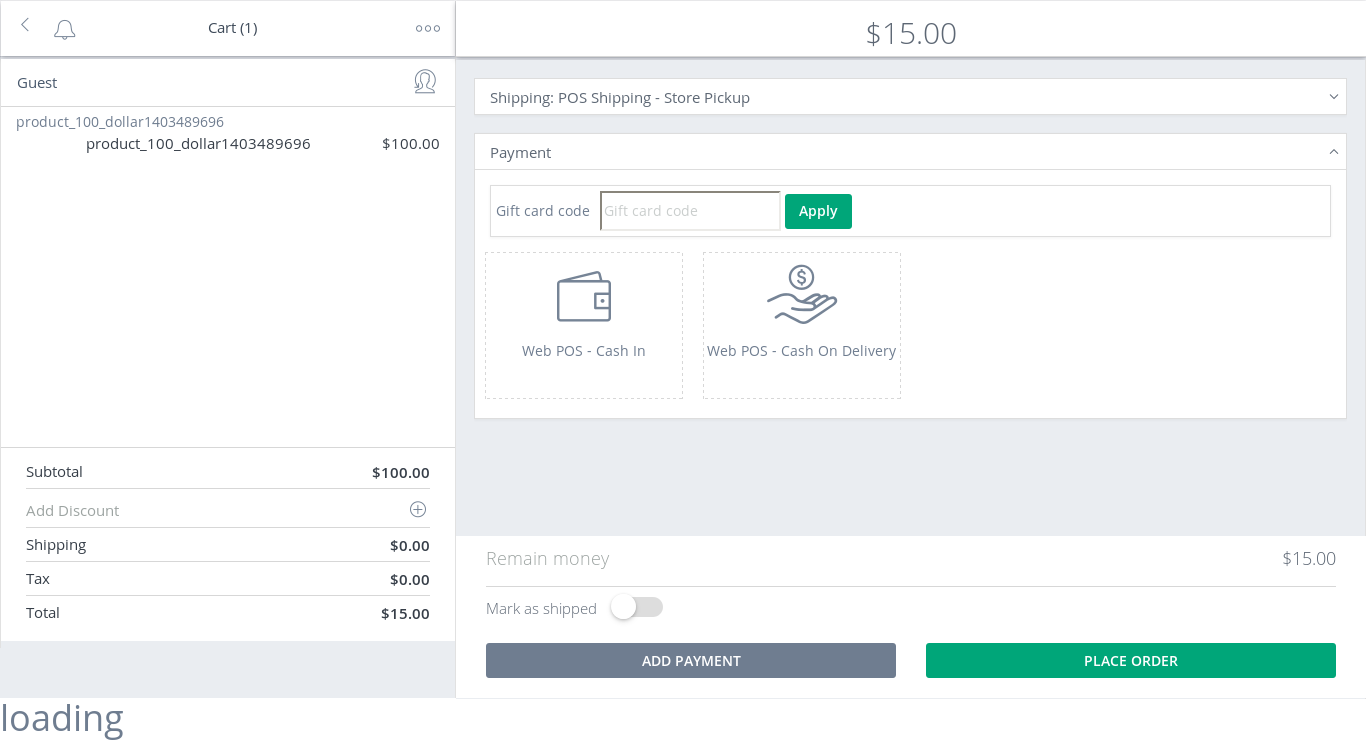 Cart (1)
$15.00
Guest
product_100_dollar1403489696
product_100_dollar1403489696 $100.00
Subtotal $100.00
Add Discount
Shipping $0.00
Tax $0.00
Total $15.00
Shipping: POS Shipping - Store Pickup
Payment
Gift card code Gift card code Apply
Web POS - Cash In
Web POS - Cash On Delivery
Remain money $15.00
Mark as shipped
ADD PAYMENT
PLACE ORDER
loading